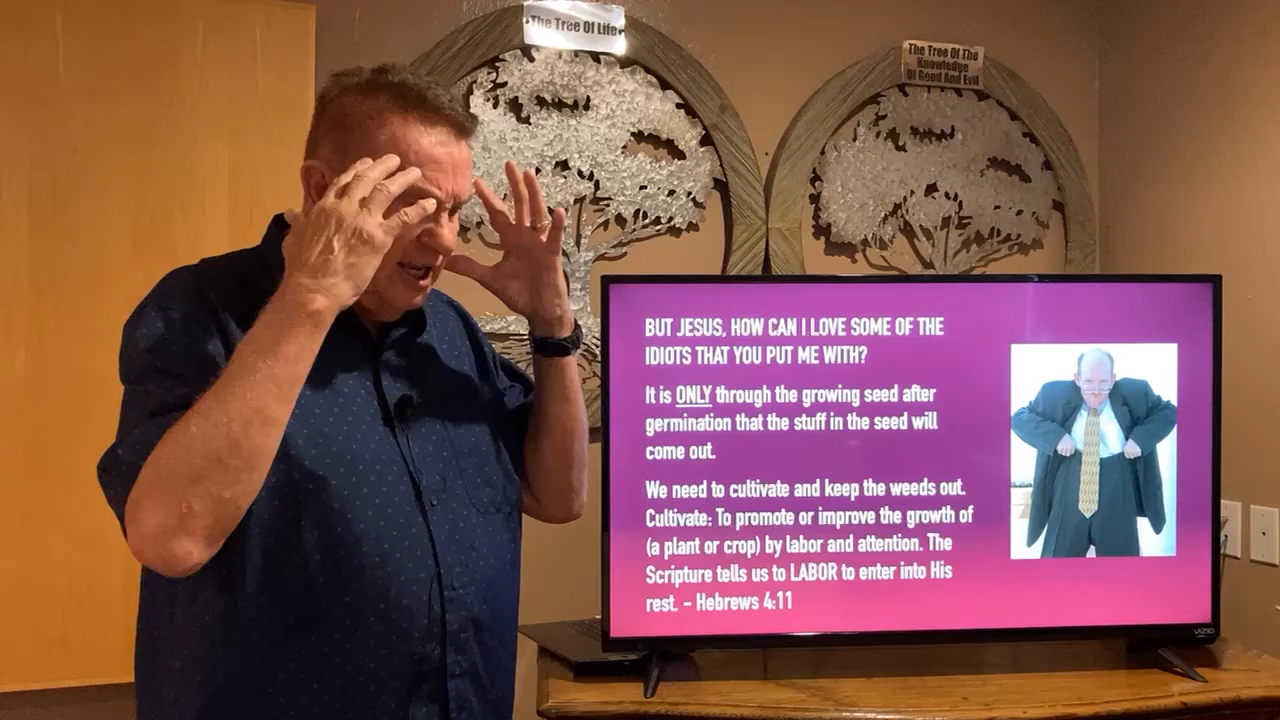 The Tree Of Life
The Tree Of The
Knowledge
Of Good And Evil
BUT JESUS, HOW CAN I LOVE SOME OF THE
IDIOTS THAT YOU PUT ME WITH?
It is ONLY through the growing seed after
germination that the stuff in the seed will
come out.
We need to cultivate and keep the weeds out.
Cultivate: To promote or improve the growth of
(a plant or crop) by labor and attention. The
Scripture tells us to LABOR to enter into His
rest. - Hebrews 4:11
VIZIO